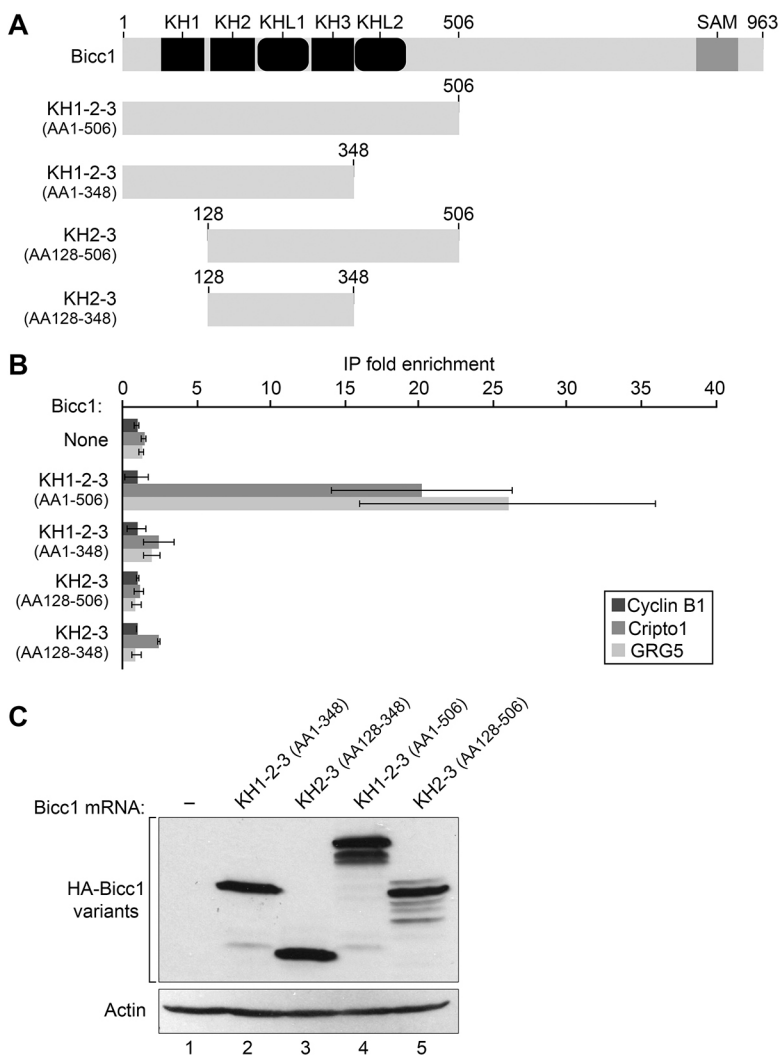 A
1 KH1 KH2 KHL1 KH3 KHL2 506 SAM 963
Bicc1
506
KH1-2-3
(AA1-506)
348
KH1-2-3
(AA1-348)
128 506
KH2-3
(AA128-506)
128 348
KH2-3
(AA128-348)
B
IP fold enrichment
0 5 10 15 20 25 30 35 40
Bicc1:
None
KH1-2-3
(AA1-506)
KH1-2-3
(AA1-348)
KH2-3
(AA128-506)
KH2-3
(AA128-348)
Cyclin B1
Cripto1
GRG5
C
Bicc1 mRNA: – KH1-2-3 (AA1-348) KH2-3 (AA128-348) KH1-2-3 (AA1-506) KH2-3 (AA128-506)
HA-Bicc1
variants
Actin
1 2 3 4 5